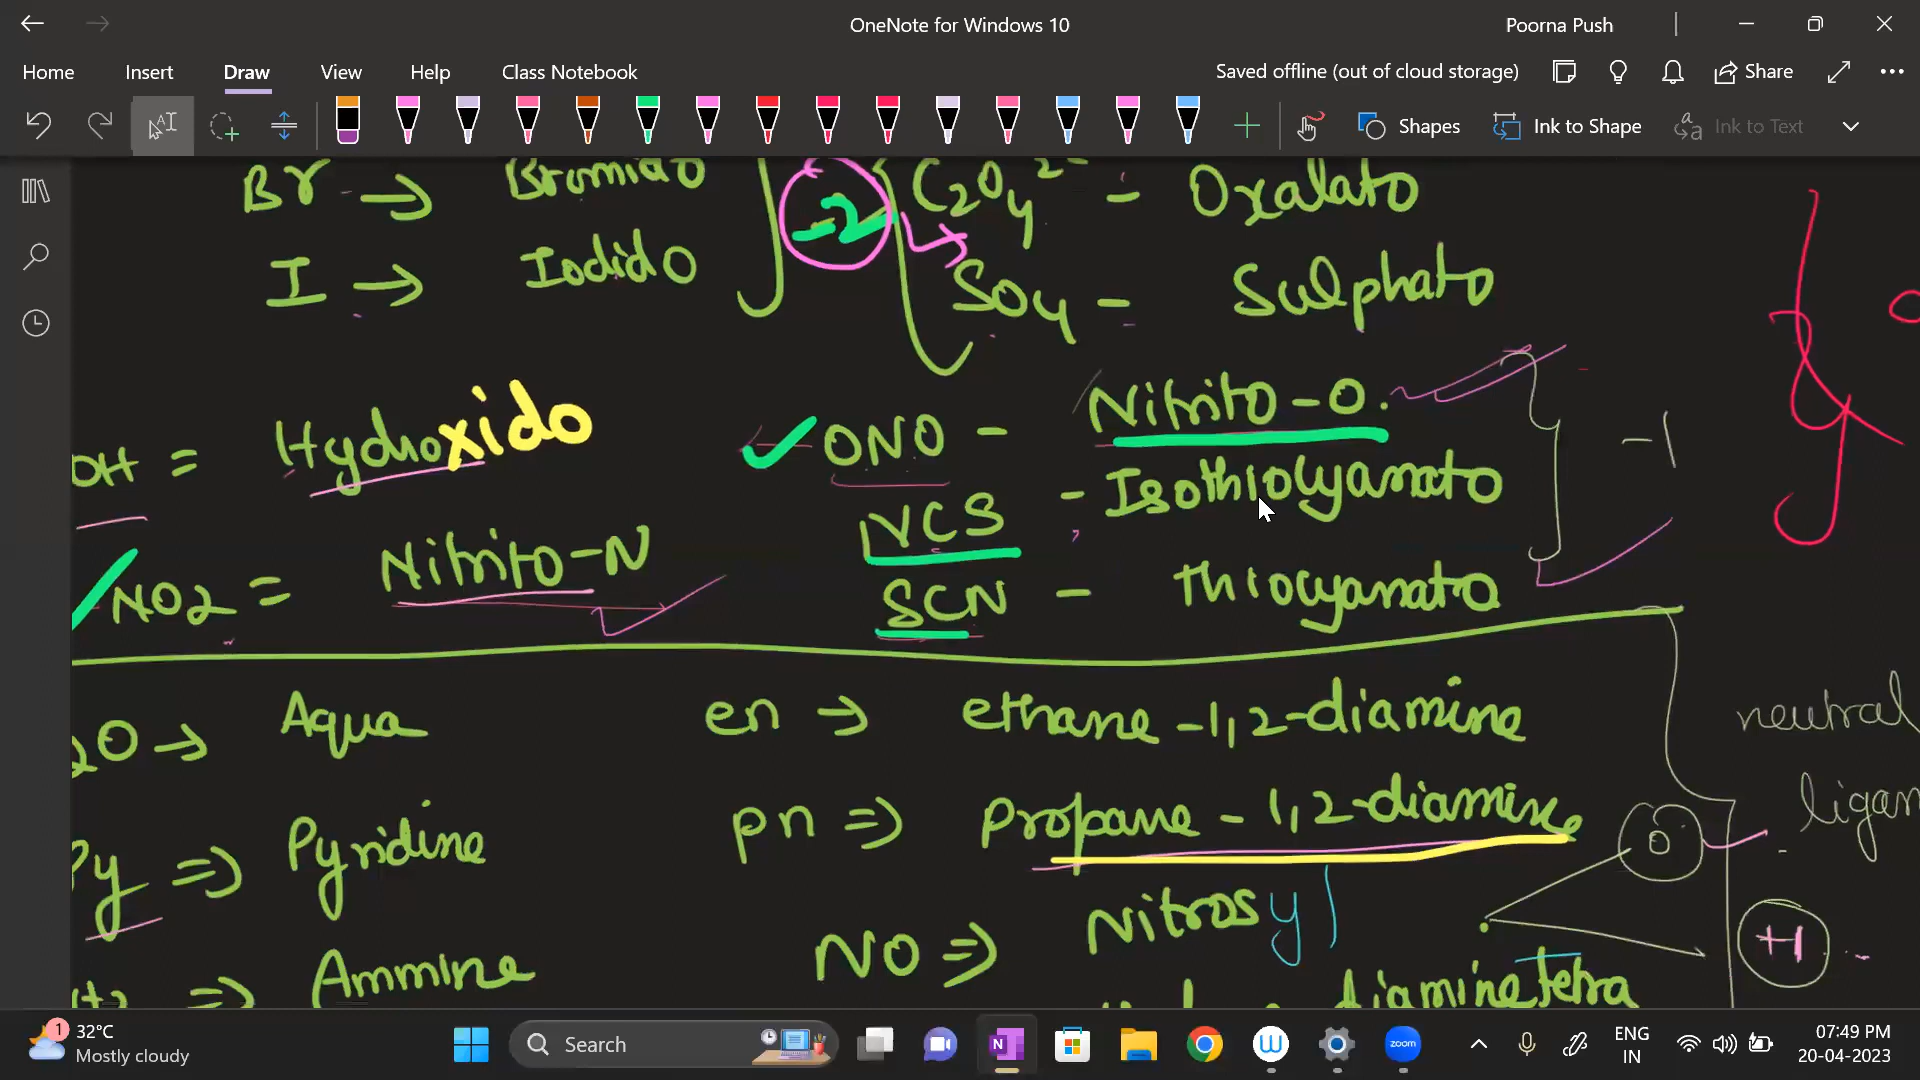 OneNote for Windows 10
Poorna Push
Home Insert Draw View Help Class Notebook
Saved offline (out of cloud storage)
Share
Shapes
Ink to Shape
Ink to Text
Br → Bromido
I → Iodido
-2
C2O4 2- - Oxalato
SO4 - Sulphato
OH = Hydroxido
NO2 = Nitrito-N
ONO - Nitrito-O.
NCS - Isothiocyanato
SCN - Thiocyanato
-1
2O → Aqua
Py ⇒ Pyridine
⇒ Ammine
en → ethane-1,2-diamine
pn ⇒ Propane-1,2-diamine
NO ⇒ Nitrosyl
diaminetetra
neutral
ligan
O
+1
1
32°C
Mostly cloudy
Search
zoom
ENG
IN
07:49 PM
20-04-2023